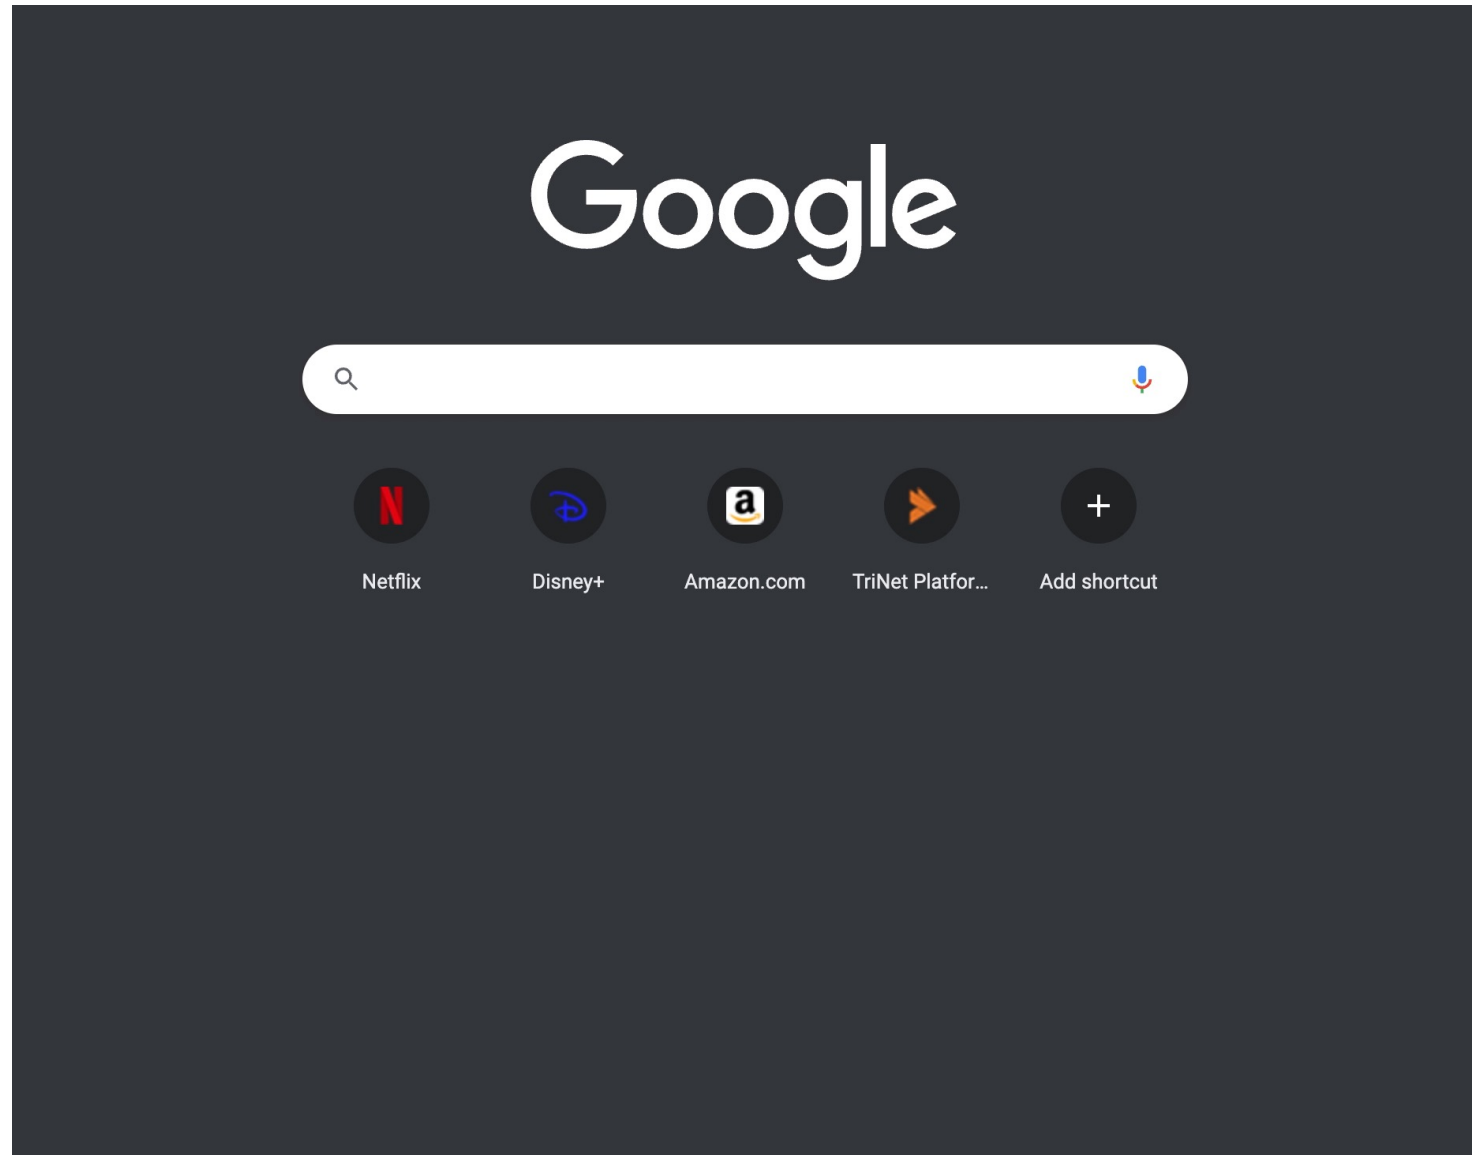 Google
Netflix
Disney+
Amazon.com
TriNet Platfor...
Add shortcut